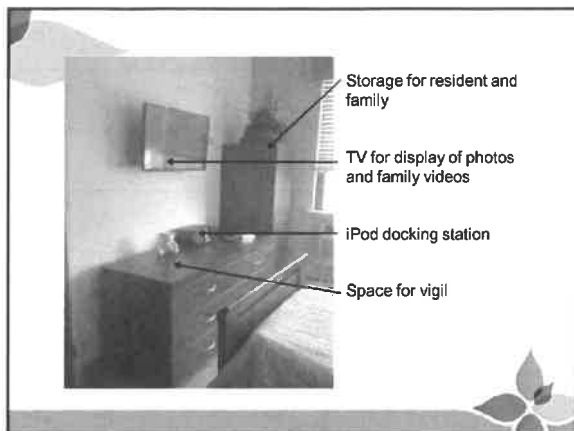 Storage for resident and
family
TV for display of photos
and family videos
iPod docking station
Space for vigil